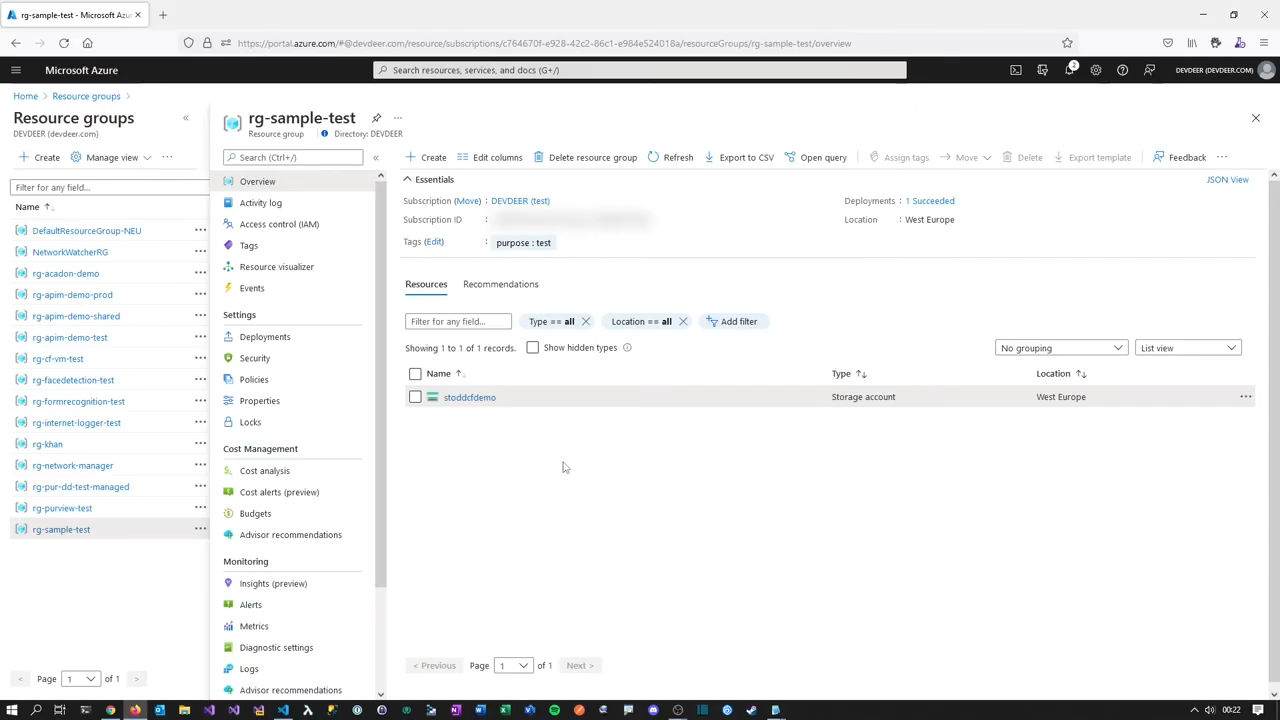 rg-sample-test - Microsoft Azu
https://portal.azure.com/#@devdeer.com/resource/subscriptions/c764670f-e928-42c2-86c1-e984e524018a/resourceGroups/rg-sample-test/overview
Microsoft Azure
Search resources, services, and docs (G+/)
2
DEVDEER (DEVDEER.COM)
Home > Resource groups >
Resource groups
DEVDEER (devdeer.com)
Create
Manage view
Filter for any field...
Name
DefaultResourceGroup-NEU
NetworkWatcherRG
rg-acadon-demo
rg-apim-demo-prod
rg-apim-demo-shared
rg-apim-demo-test
rg-cf-vm-test
rg-facedetection-test
rg-formrecognition-test
rg-internet-logger-test
rg-khan
rg-network-manager
rg-pur-dd-test-managed
rg-purview-test
rg-sample-test
< Page 1 of 1 >
rg-sample-test
Resource group
Directory: DEVDEER
Search (Ctrl+/)
Overview
Activity log
Access control (IAM)
Tags
Resource visualizer
Events
Settings
Deployments
Security
Policies
Properties
Locks
Cost Management
Cost analysis
Cost alerts (preview)
Budgets
Advisor recommendations
Monitoring
Insights (preview)
Alerts
Metrics
Diagnostic settings
Logs
Advisor recommendations
Create
Edit columns
Delete resource group
Refresh
Export to CSV
Open query
Assign tags
Move
Delete
Export template
Feedback
Essentials
JSON View
Subscription (Move) : DEVDEER (test)
Deployments : 1 Succeeded
Subscription ID :
Location : West Europe
Tags (Edit) : purpose : test
Resources
Recommendations
Filter for any field...
Type == all
Location == all
Add filter
Showing 1 to 1 of 1 records.
Show hidden types
No grouping
List view
Name
Type
Location
stoddcfdemo
Storage account
West Europe
< Previous Page 1 of 1 Next >
00:22